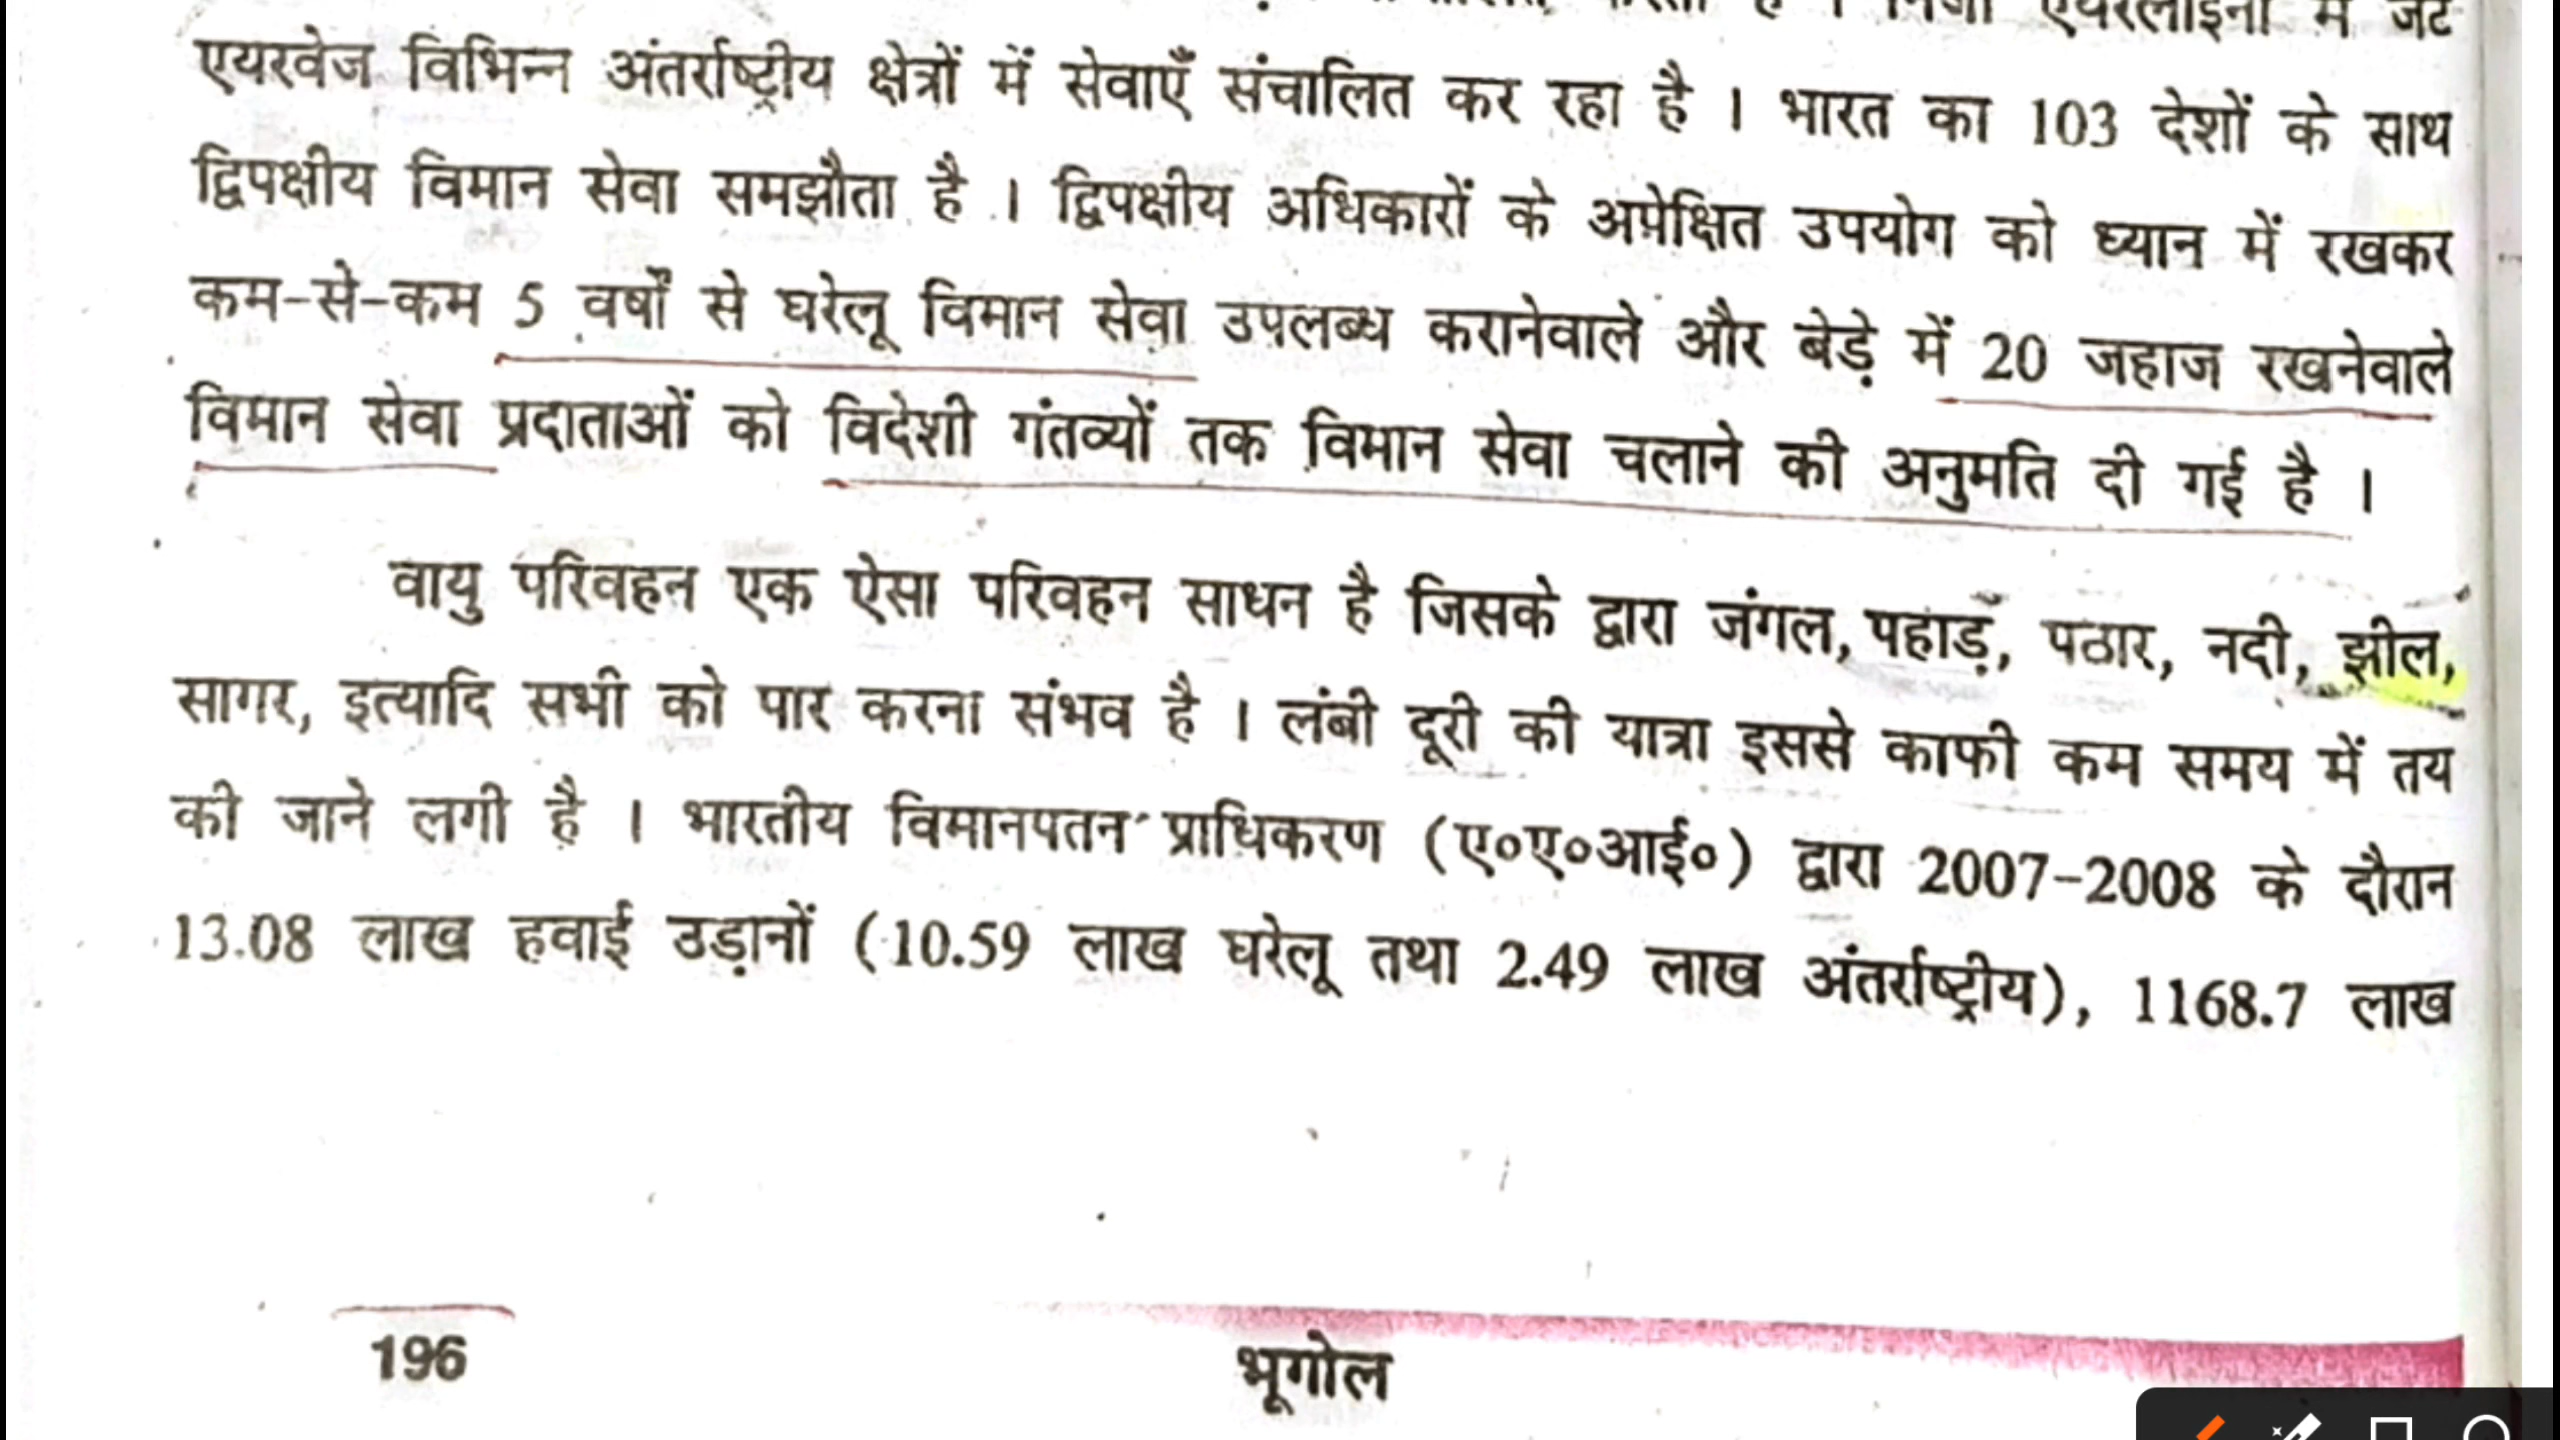 एयरलाइनों में जेट
एयरवेज विभिन्न अंतर्राष्ट्रीय क्षेत्रों में सेवाएँ संचालित कर रहा है । भारत का 103 देशों के साथ
द्विपक्षीय विमान सेवा समझौता है । द्विपक्षीय अधिकारों के अपेक्षित उपयोग को ध्यान में रखकर
कम-से-कम 5 वर्षों से घरेलू विमान सेवा उपलब्ध करानेवाले और बेड़े में 20 जहाज रखनेवाले
विमान सेवा प्रदाताओं को विदेशी गंतव्यों तक विमान सेवा चलाने की अनुमति दी गई है ।
वायु परिवहन एक ऐसा परिवहन साधन है जिसके द्वारा जंगल, पहाड़, पठार, नदी, झील,
सागर, इत्यादि सभी को पार करना संभव है । लंबी दूरी की यात्रा इससे काफी कम समय में तय
की जाने लगी है । भारतीय विमानपतन प्राधिकरण (ए०ए०आई०) द्वारा 2007-2008 के दौरान
13.08 लाख हवाई उड़ानों (10.59 लाख घरेलू तथा 2.49 लाख अंतर्राष्ट्रीय), 1168.7 लाख
196
भूगोल